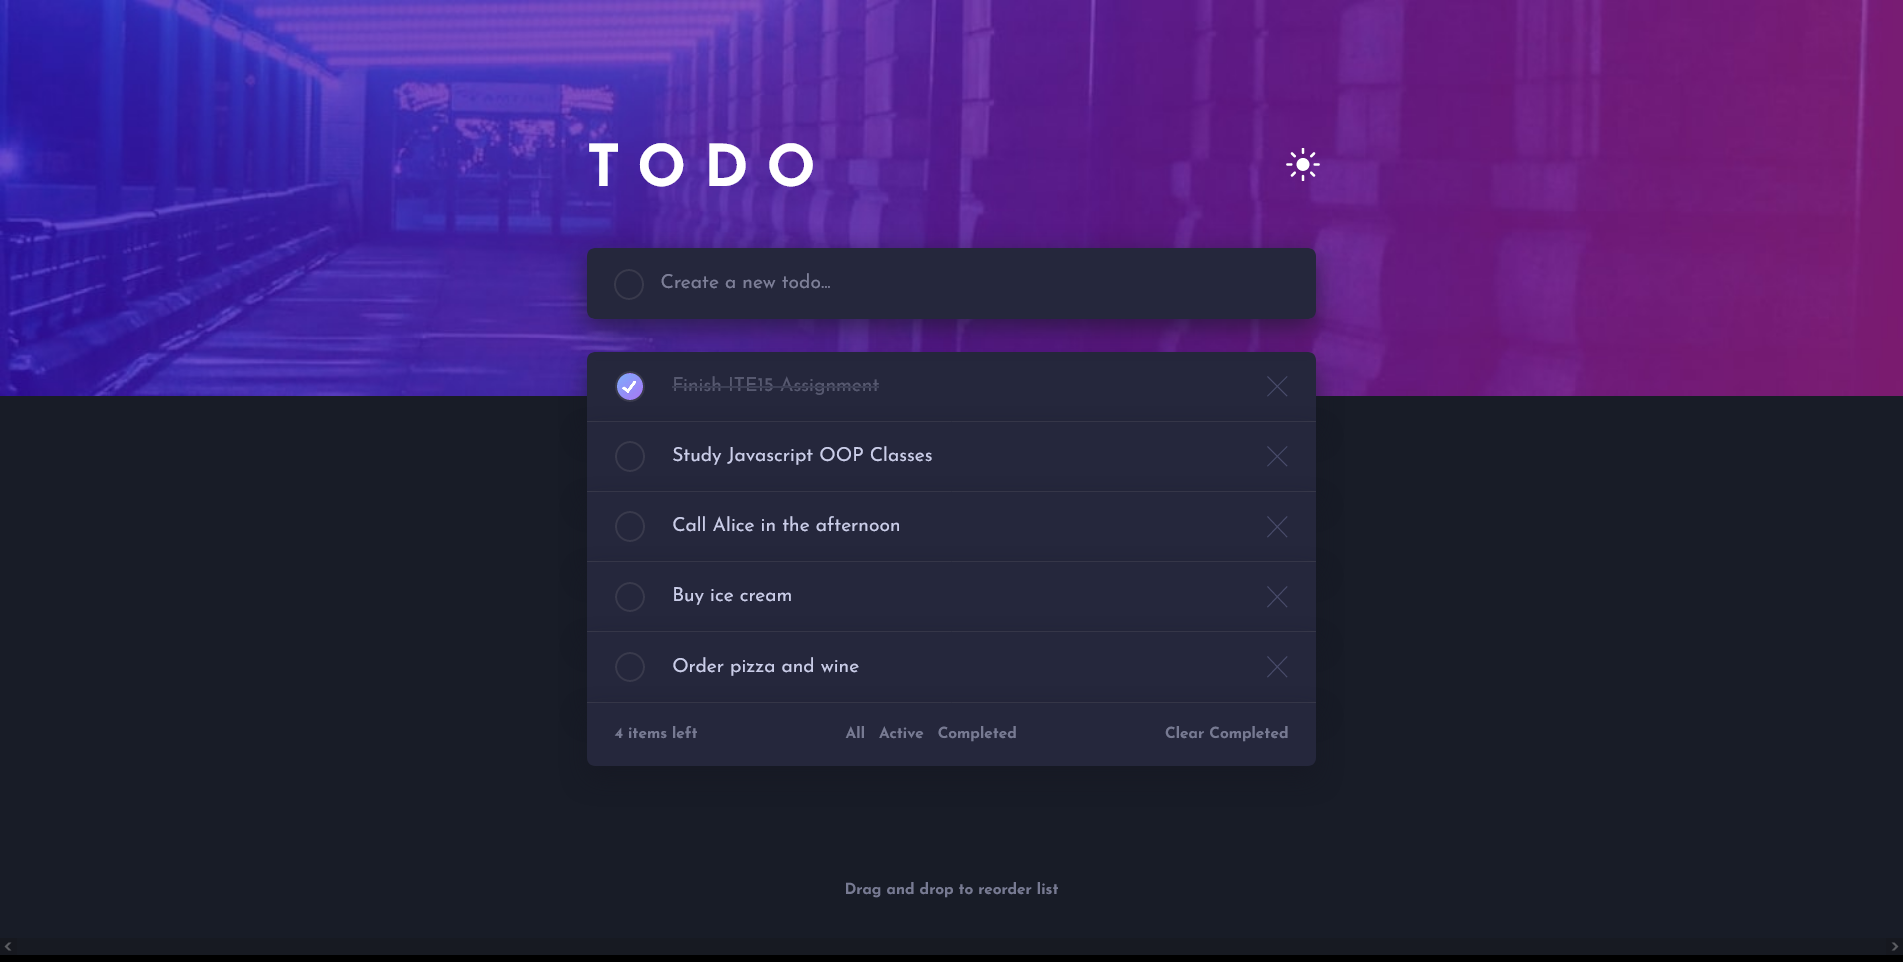 TODO
Create a new todo...
Finish ITE15 Assignment
Study Javascript OOP Classes
Call Alice in the afternoon
Buy ice cream
Order pizza and wine
4 items left All Active Completed Clear Completed
Drag and drop to reorder list